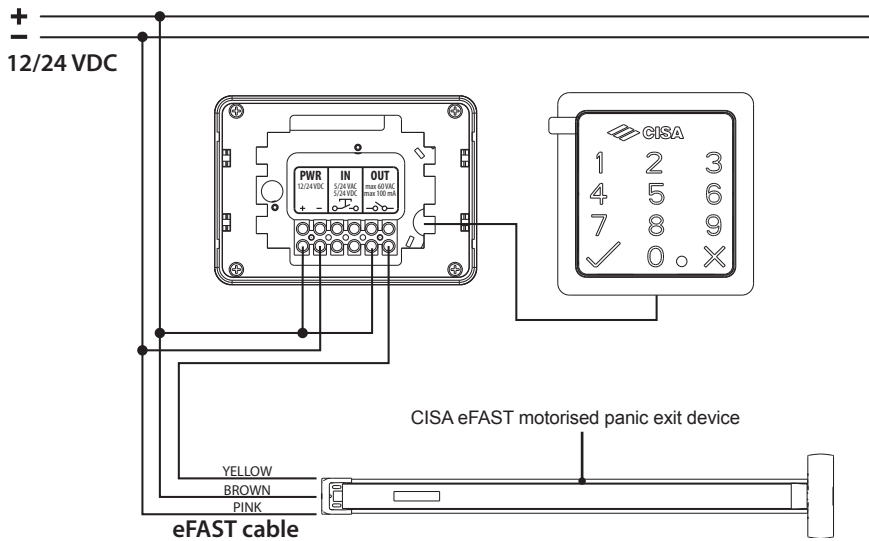 +
−
12/24 VDC
PWR IN OUT
12/24 VDC 5/24 VAC max 60 VAC
5/24 VDC max 100 mA
+ −
CISA
1 2 3
4 5 6
7 8 9
0
CISA eFAST motorised panic exit device
YELLOW
BROWN
PINK
eFAST cable